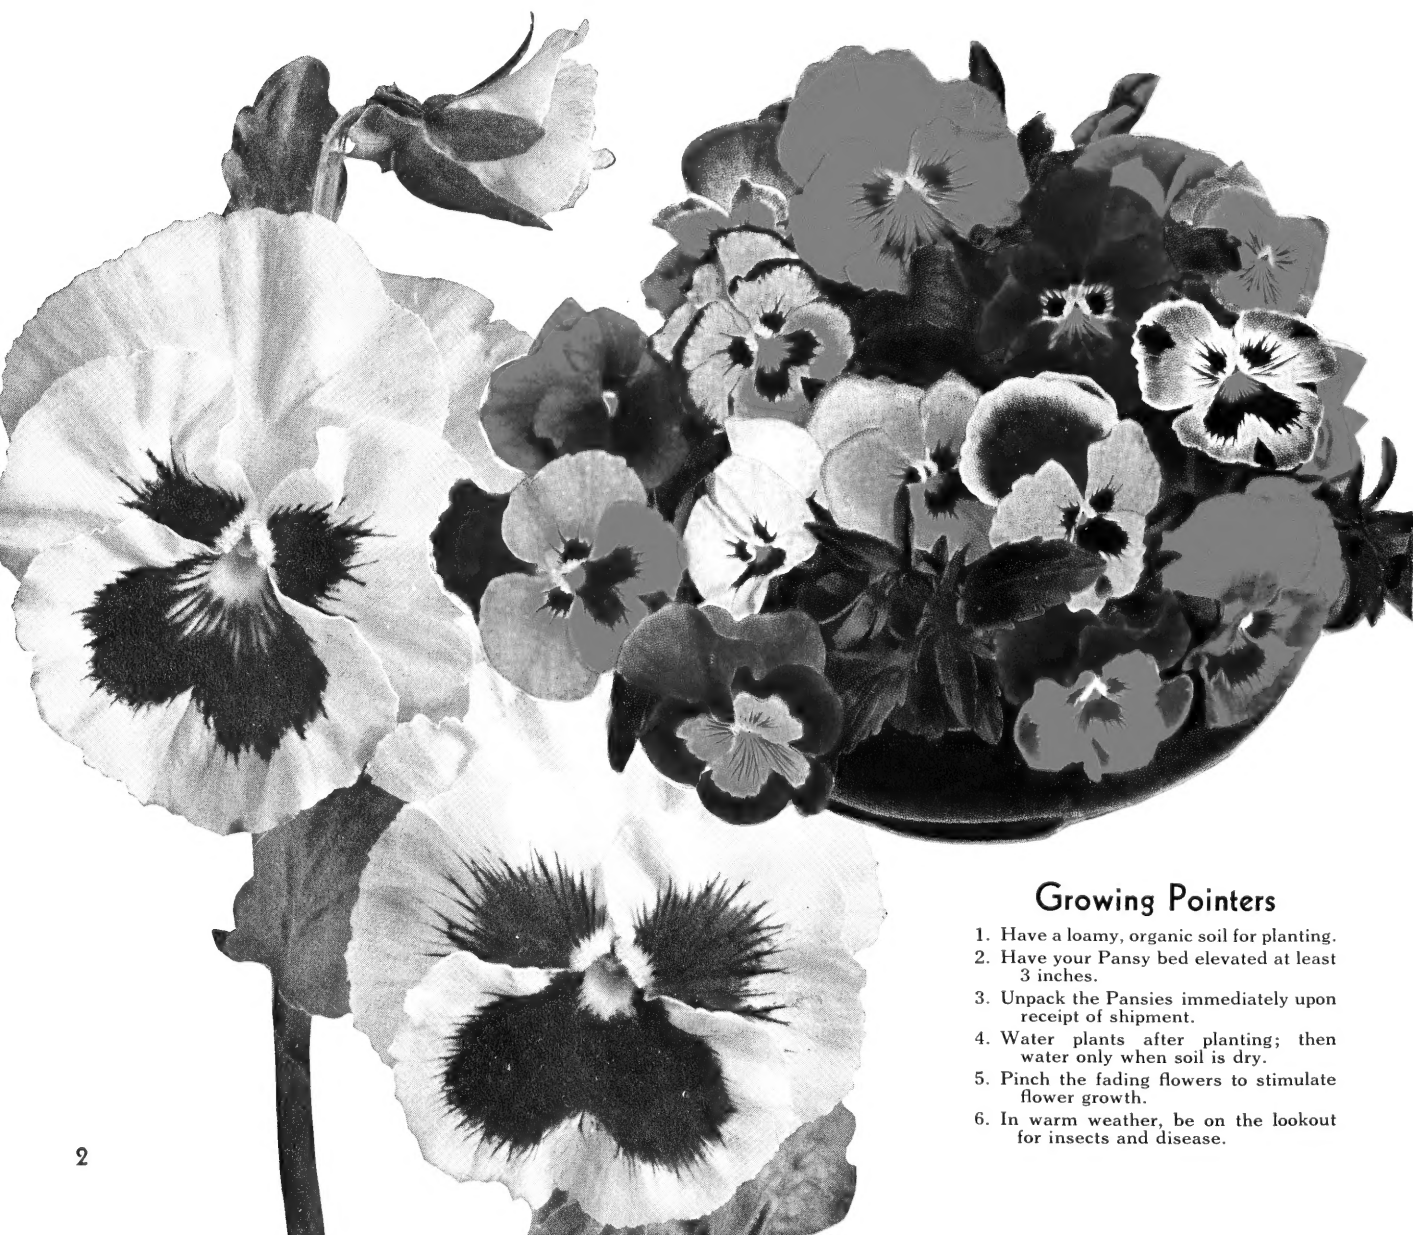 Growing Pointers
1. Have a loamy, organic soil for planting.
2. Have your Pansy bed elevated at least
3 inches.
3. Unpack the Pansies immediately upon
receipt of shipment.
4. Water plants after planting; then
water only when soil is dry.
5. Pinch the fading flowers to stimulate
flower growth.
6. In warm weather, be on the lookout
for insects and disease.
2